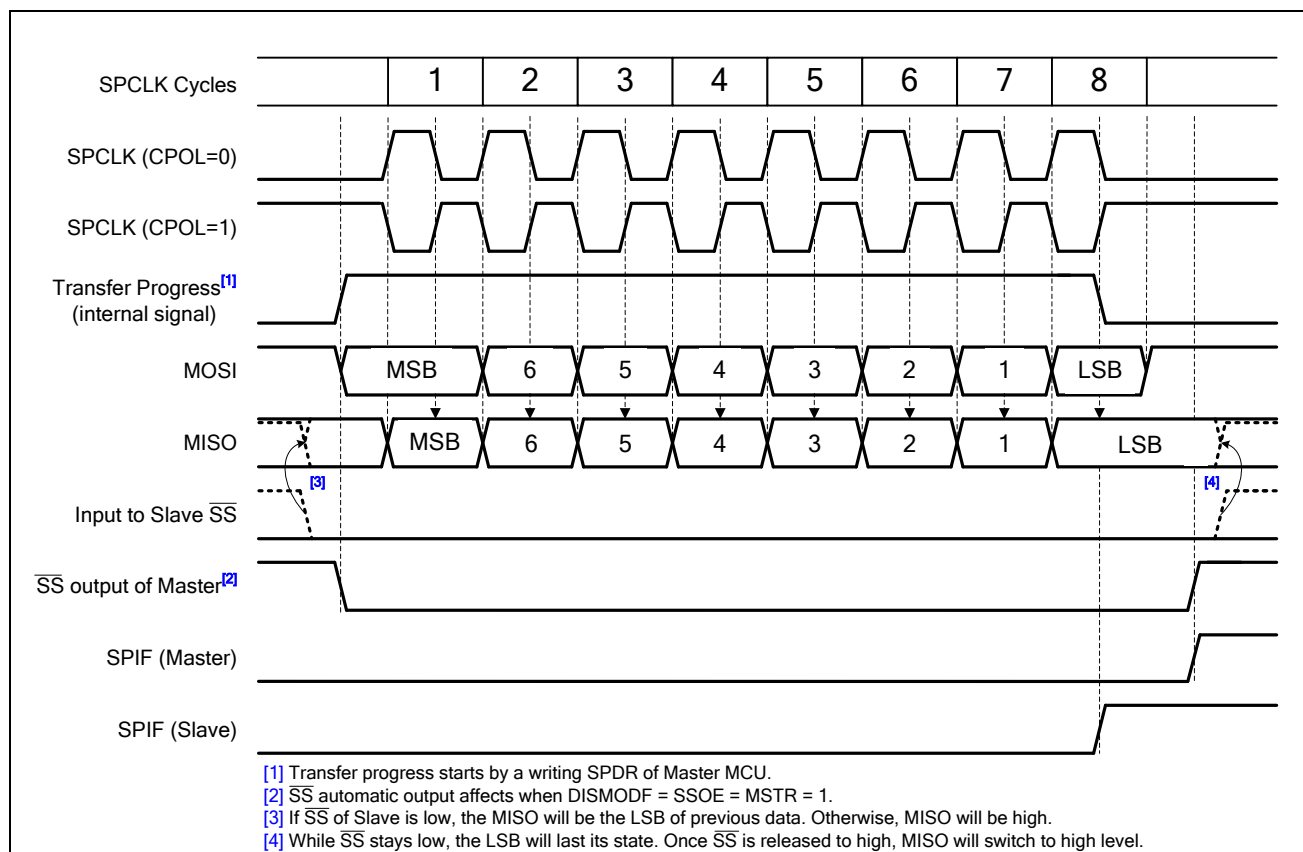 SPCLK Cycles 1 2 3 4 5 6 7 8
SPCLK (CPOL=0)
SPCLK (CPOL=1)
Transfer Progress[1]
(internal signal)
MOSI MSB 6 5 4 3 2 1 LSB
MISO MSB 6 5 4 3 2 1 LSB
[3] [4]
Input to Slave SS
SS output of Master[2]
SPIF (Master)
SPIF (Slave)
[1] Transfer progress starts by a writing SPDR of Master MCU.
[2] SS automatic output affects when DISMODF = SSOE = MSTR = 1.
[3] If SS of Slave is low, the MISO will be the LSB of previous data. Otherwise, MISO will be high.
[4] While SS stays low, the LSB will last its state. Once SS is released to high, MISO will switch to high level.